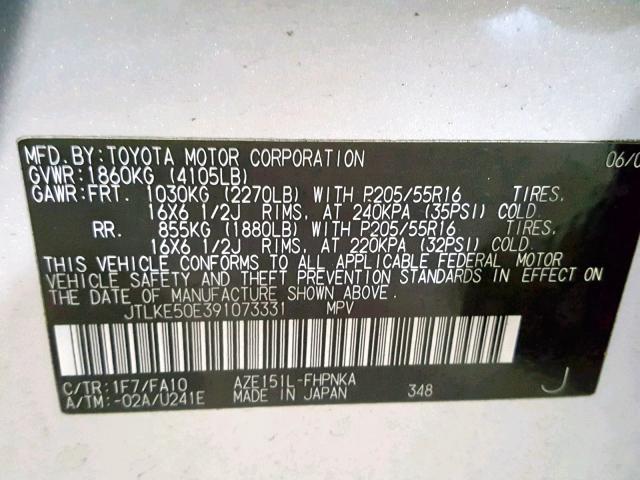 MFD. BY: TOYOTA MOTOR CORPORATION 06/0
GVWR: 1860KG (4105LB)
GAWR: FRT. 1030KG (2270LB) WITH P205/55R16 TIRES,
16X6 1/2J RIMS, AT 240KPA (35PSI) COLD.
RR. 855KG (1880LB) WITH P205/55R16 TIRES,
16X6 1/2J RIMS, AT 220KPA (32PSI) COLD.
THIS VEHICLE CONFORMS TO ALL APPLICABLE FEDERAL MOTOR
VEHICLE SAFETY AND THEFT PREVENTION STANDARDS IN EFFECT ON
THE DATE OF MANUFACTURE SHOWN ABOVE.
JTLKE50E391073331 MPV
C/TR: 1F7/FA10 AZE151L-FHPNKA
A/TM: -02A/U241E MADE IN JAPAN 348 J